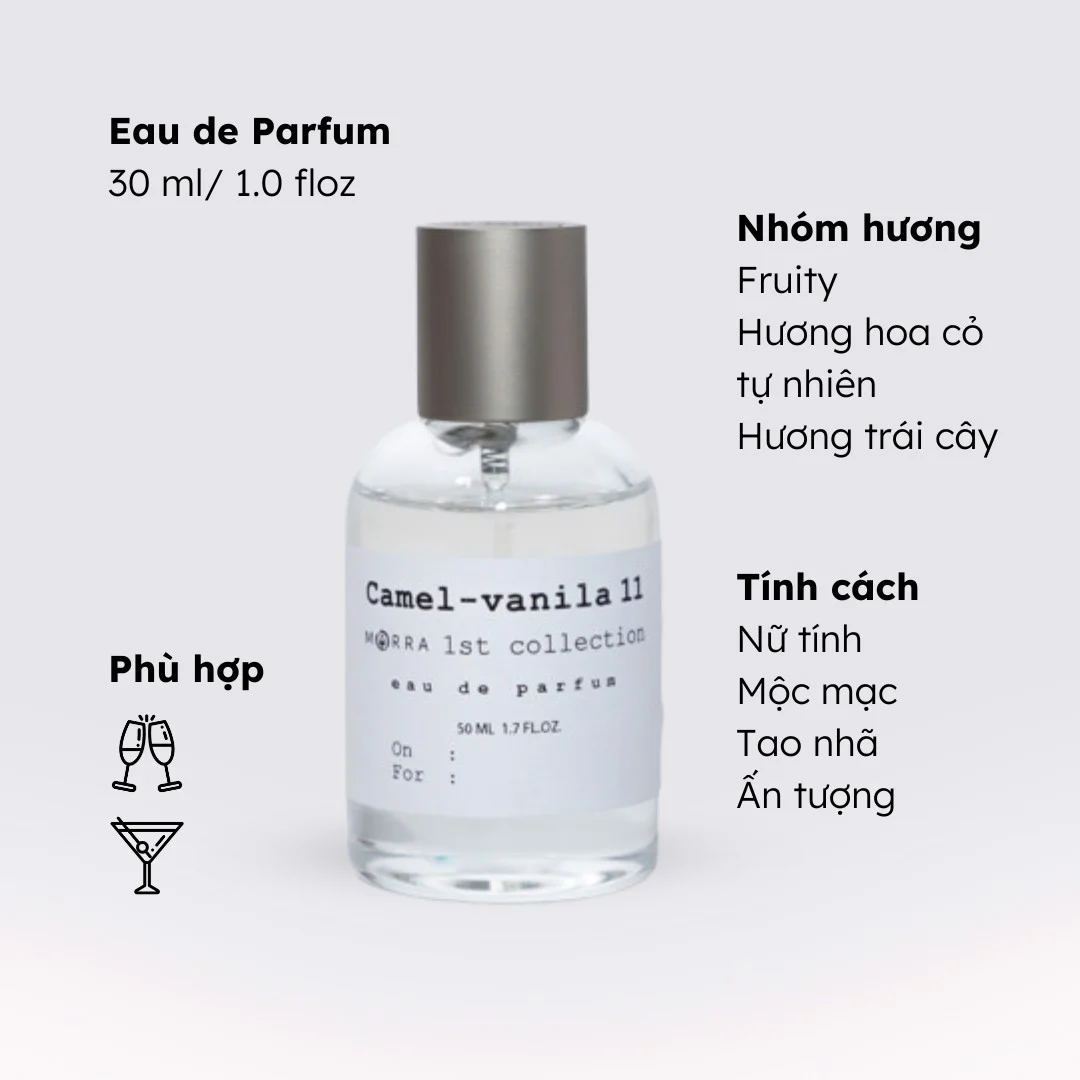 Eau de Parfum
30 ml/ 1.0 floz
Nhóm hương
Fruity
Hương hoa cỏ
tự nhiên
Hương trái cây
Camel-vanila 11
MORRA 1st collection
eau de parfum
50 ML 1.7 FL.OZ.
On :
For :
Phù hợp
Tính cách
Nữ tính
Mộc mạc
Tao nhã
Ấn tượng